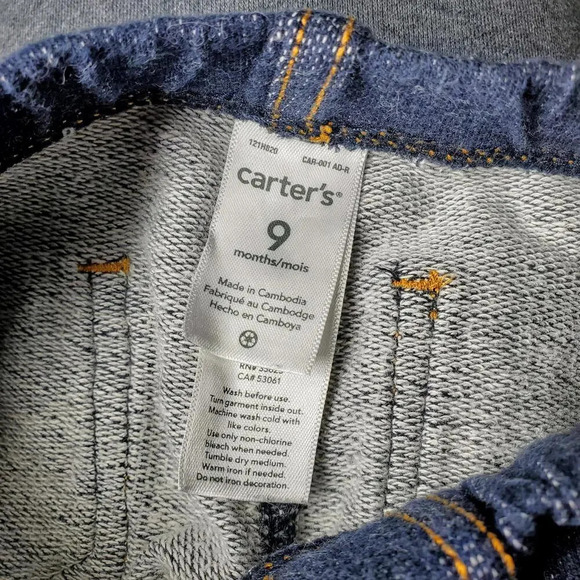 121H820 CAR-001 AD-R
carter's®
9
months/mois
Made in Cambodia
Fabriqué au Cambodge
Hecho en Camboya
CA# 53061
Wash before use.
Turn garment inside out.
Machine wash cold with
like colors.
Use only non-chlorine
bleach when needed.
Tumble dry medium.
Warm iron if needed.
Do not iron decoration.